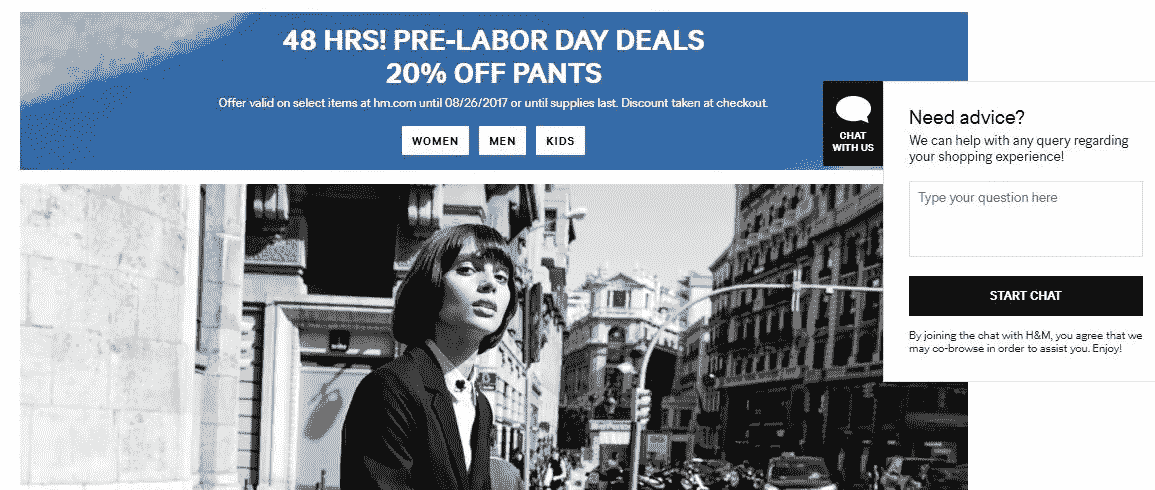 48 HRS! PRE-LABOR DAY DEALS
20% OFF PANTS
Offer valid on select items at hm.com until 08/26/2017 or until supplies last. Discount taken at checkout.
WOMEN MEN KIDS
CHAT
WITH US
Need advice?
We can help with any query regarding
your shopping experience!
Type your question here
START CHAT
By joining the chat with H&M, you agree that we
may co-browse in order to assist you. Enjoy!